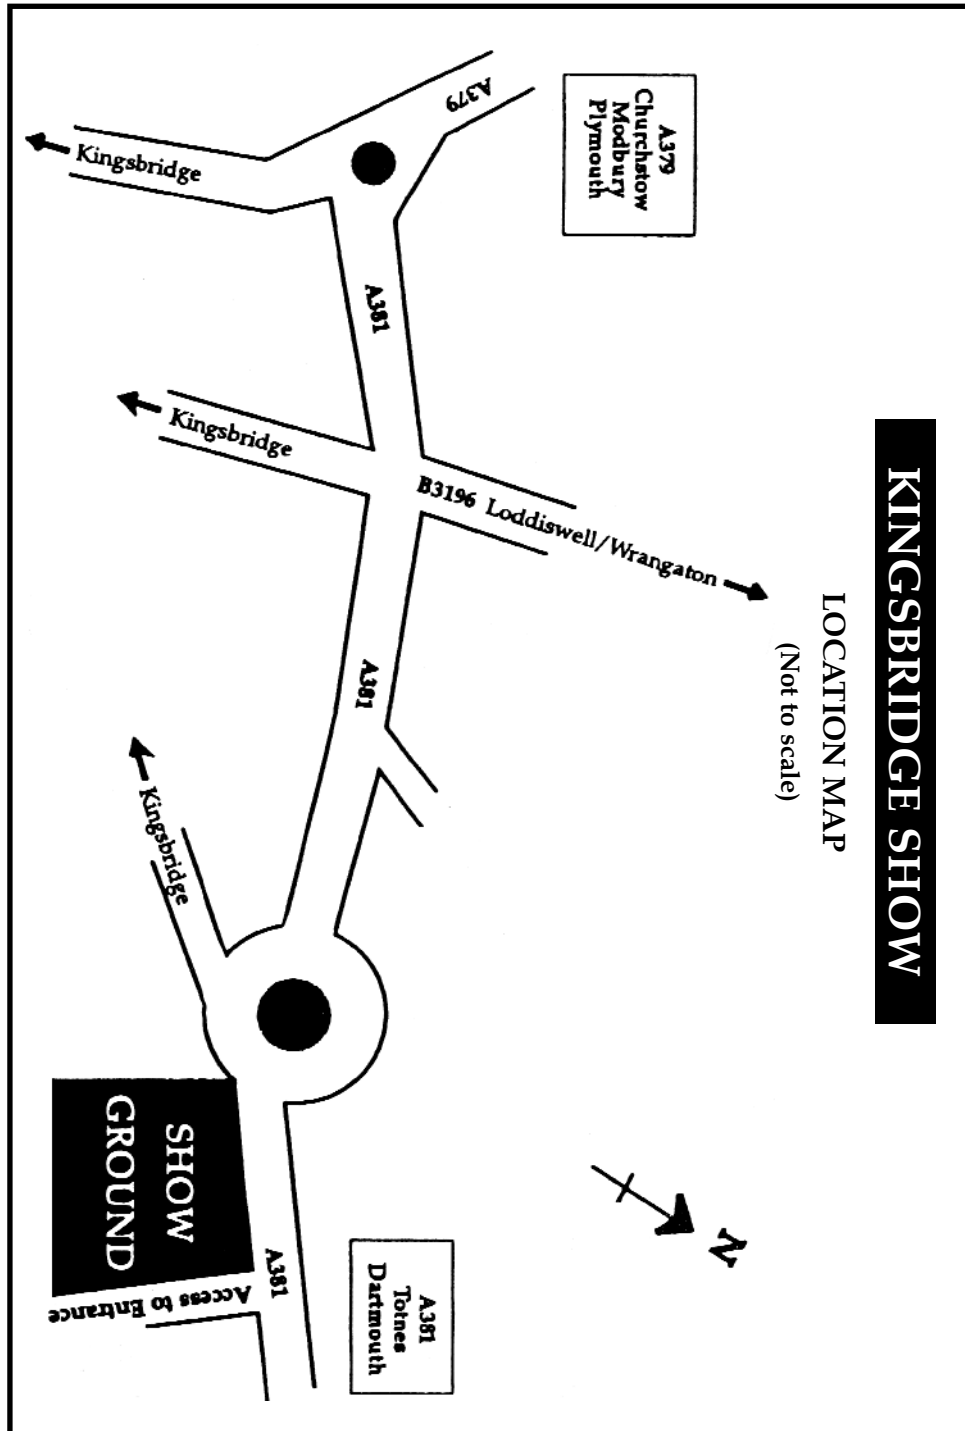 KINGSBRIDGE SHOW
LOCATION MAP
(Not to scale)
A379
Churchstow
Modbury
Plymouth
A379
Kingsbridge
A381
Kingsbridge
B3196 Loddiswell/Wrangaton
A381
Kingsbridge
SHOW
GROUND
A381
Access to Entrance
A381
Totnes
Dartmouth
N